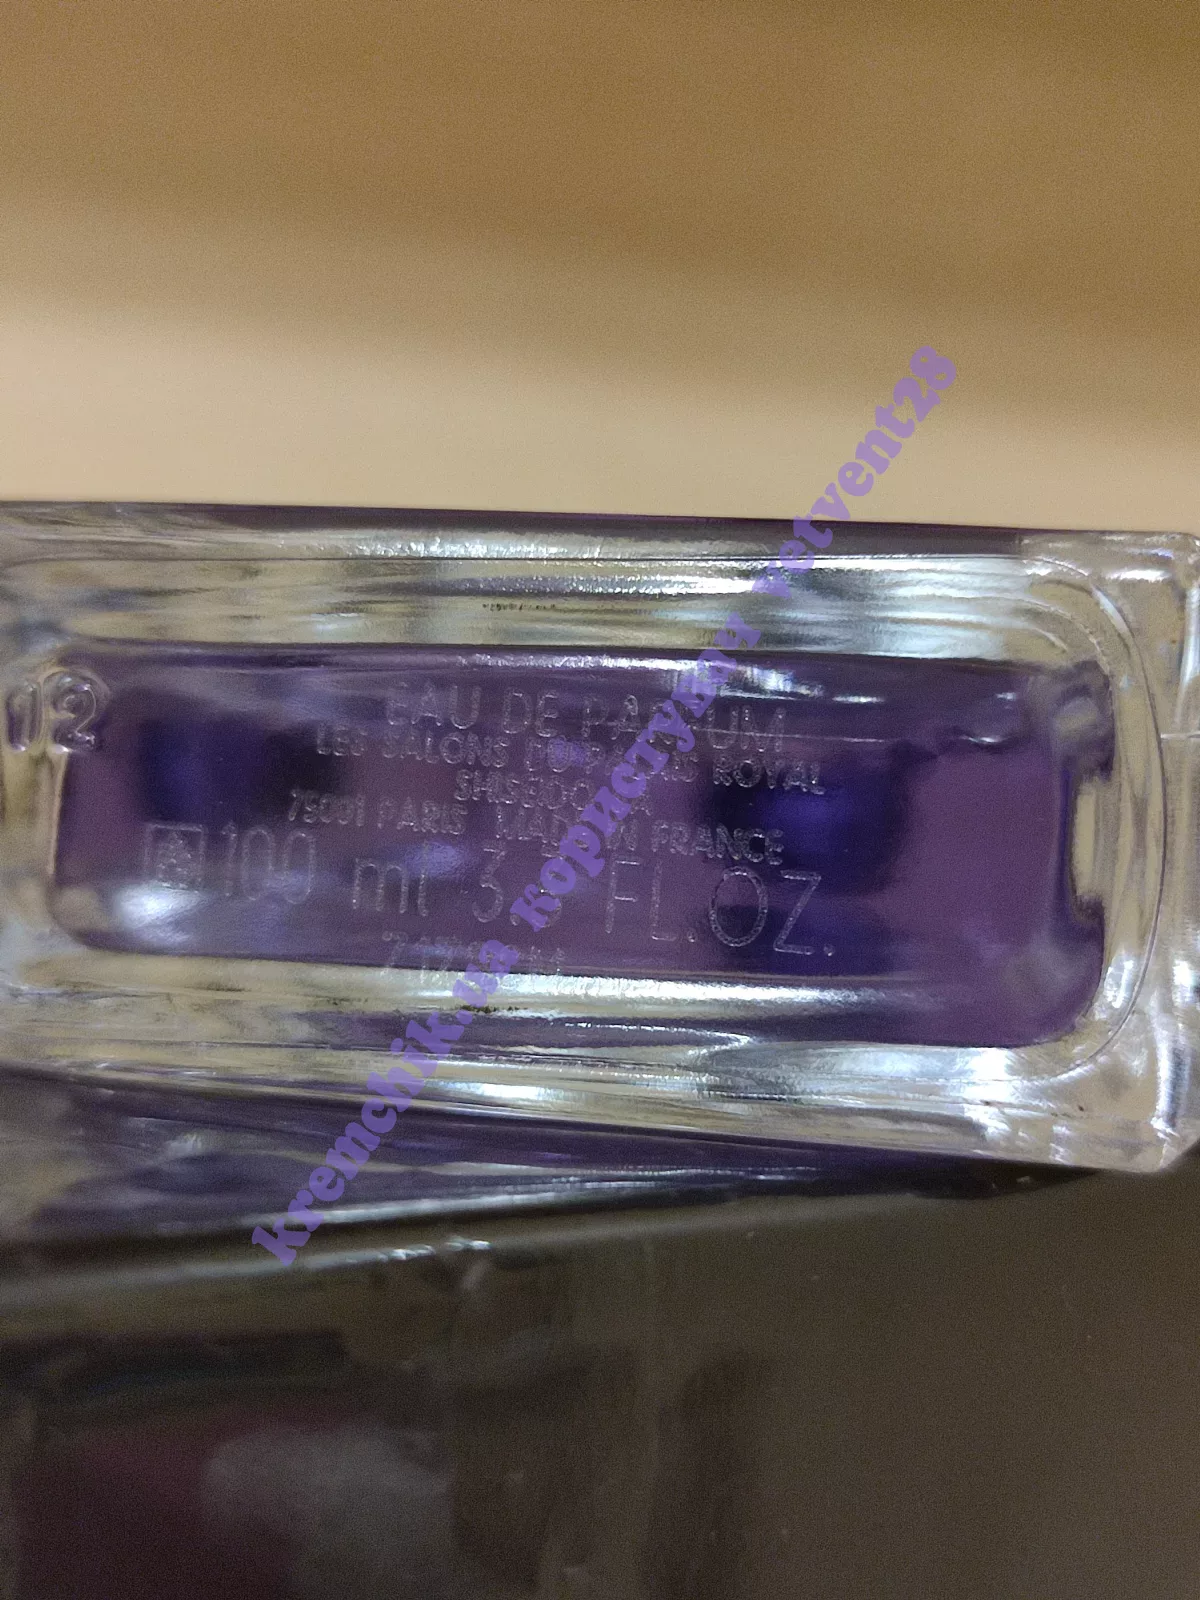 12
EAU DE PARFUM
LES SALONS DU PALAIS ROYAL
SHISEIDO
75001 PARIS MADE IN FRANCE
100 ml 3. FL.OZ.
kremchik.ua користувач vetvent28